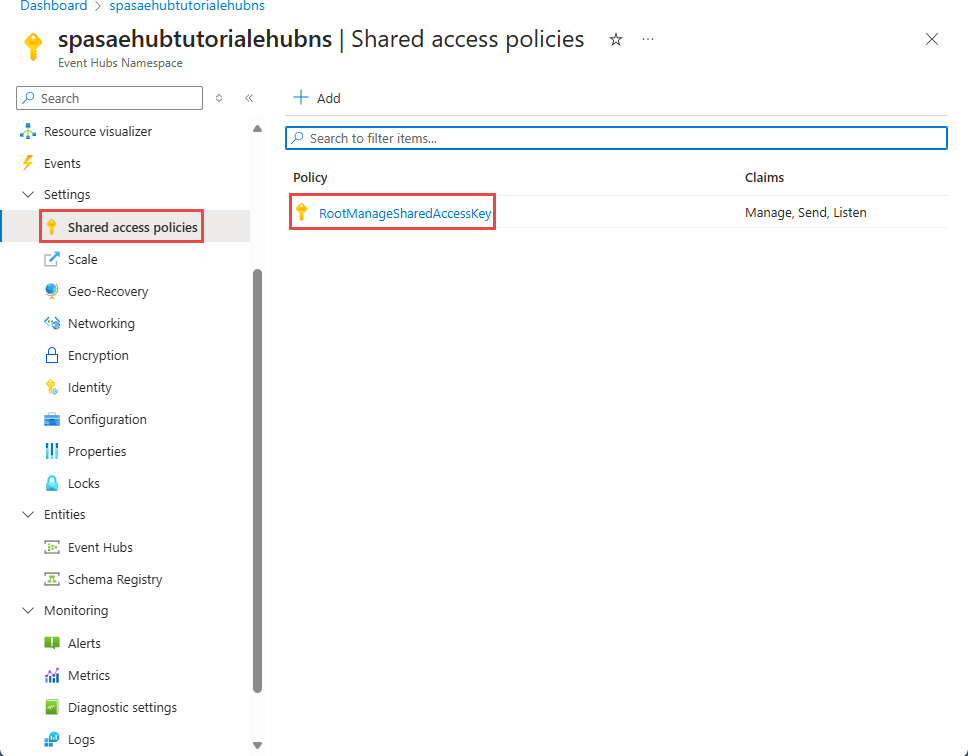 Dashboard > spasaehubtutorialehubns
spasaehubtutorialehubns | Shared access policies
Event Hubs Namespace
Search
Add
Search to filter items...
Policy Claims
RootManageSharedAccessKey Manage, Send, Listen
Resource visualizer
Events
Settings
Shared access policies
Scale
Geo-Recovery
Networking
Encryption
Identity
Configuration
Properties
Locks
Entities
Event Hubs
Schema Registry
Monitoring
Alerts
Metrics
Diagnostic settings
Logs